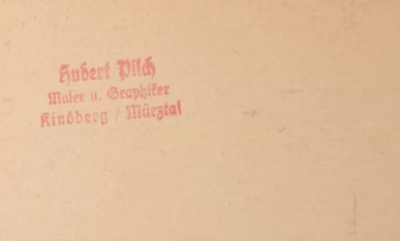 Hubert Pilch
Maler u. Graphiker
Kindberg / Mürztal